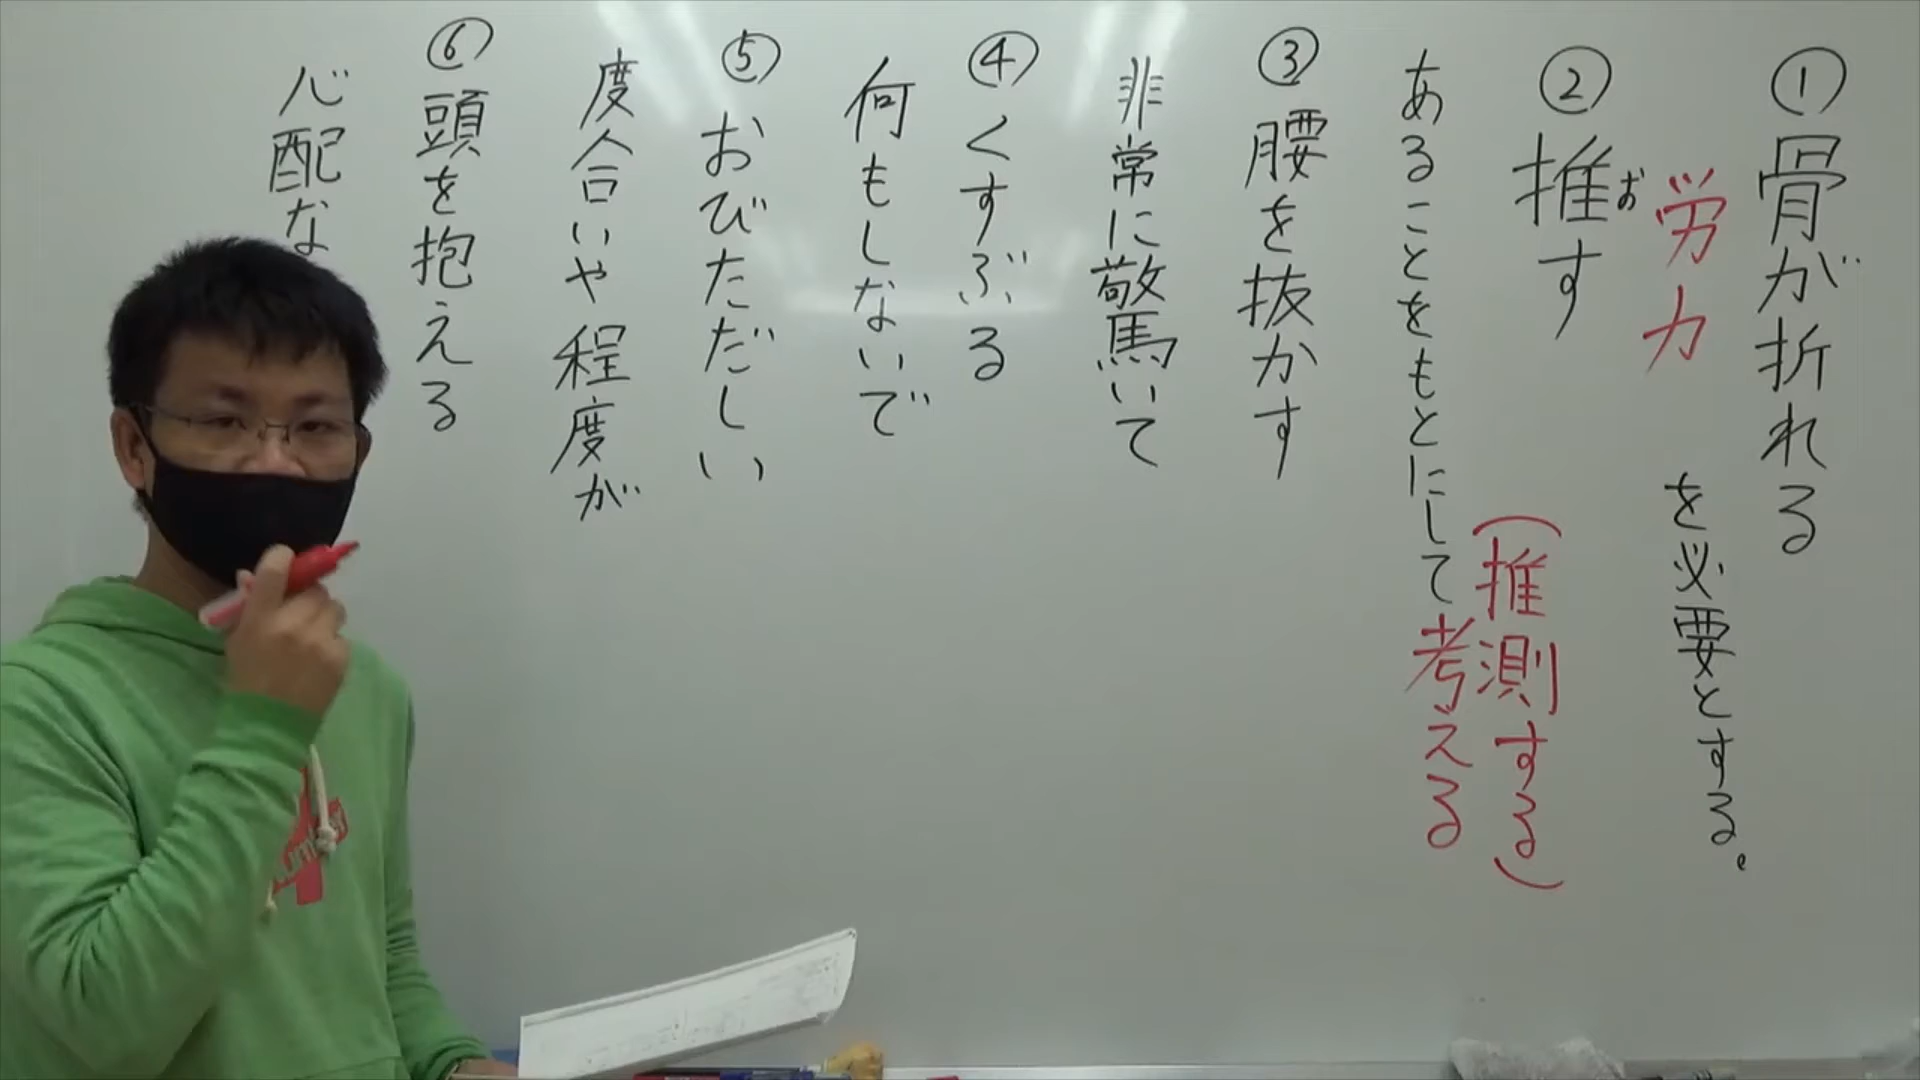 ①骨が折れる
労力を必要とする。
②推す
お
(推測する)
あることをもとにして考える
③腰を抜かす
非常に驚いて
④くすぶる
何もしないで
⑤おびただしい
度合いや程度が
⑥頭を抱える
心配な